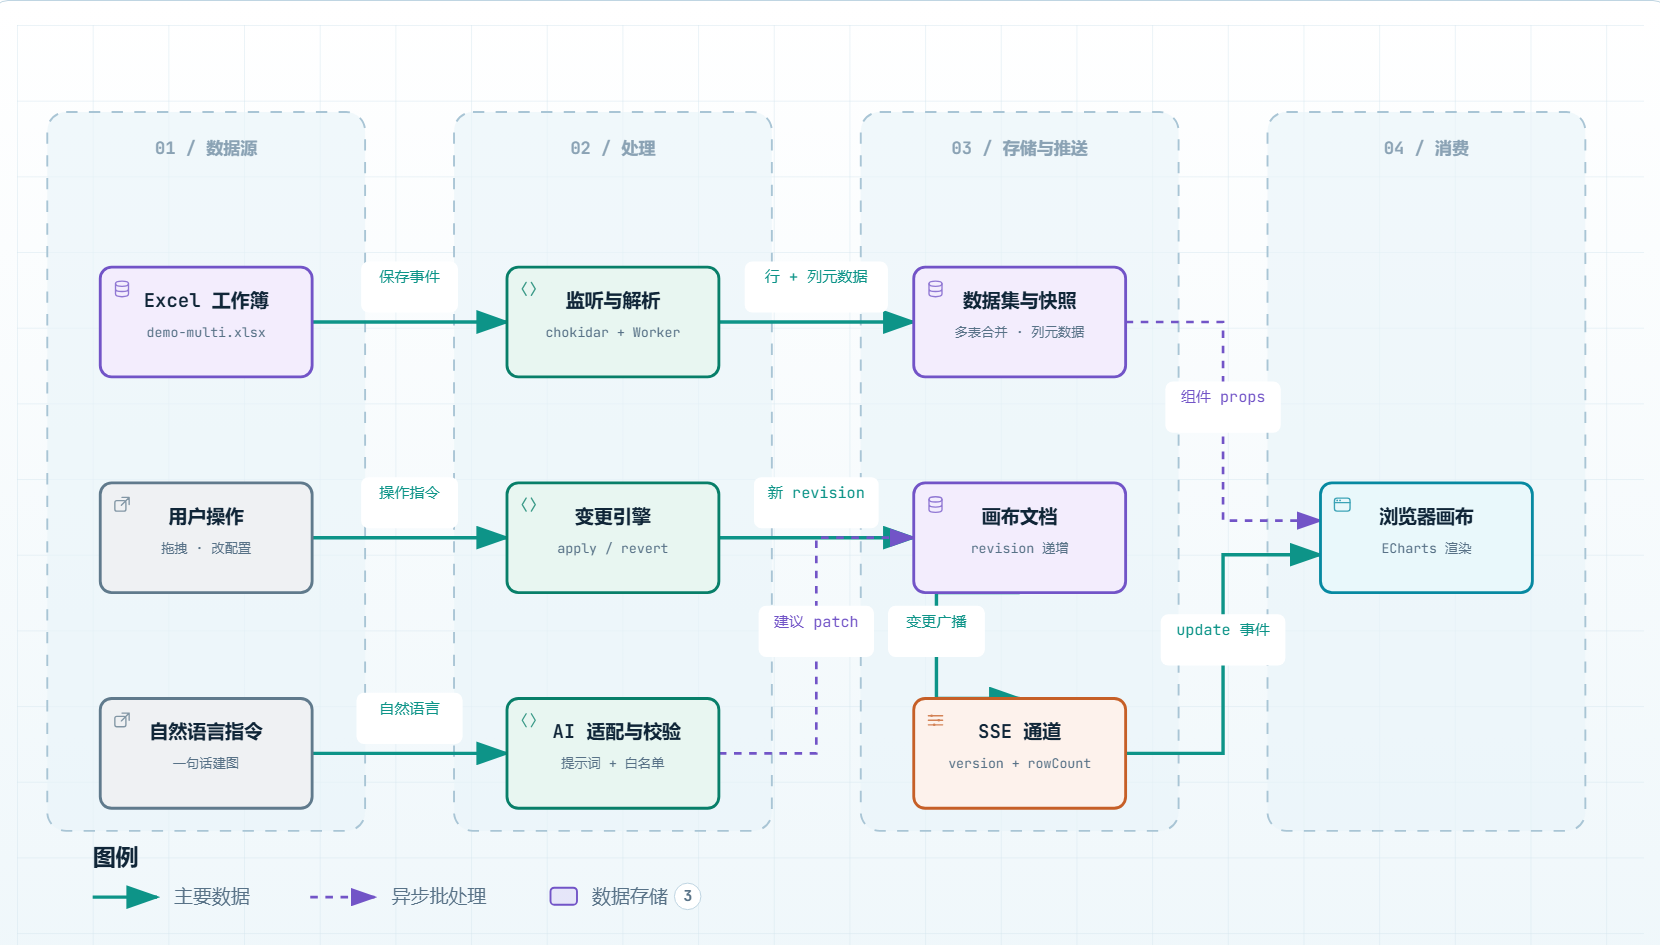 01 / 数据源
02 / 处理
03 / 存储与推送
04 / 消费
Excel 工作簿
demo-multi.xlsx
保存事件
监听与解析
chokidar + Worker
行 + 列元数据
数据集与快照
多表合并 · 列元数据
组件 props
用户操作
拖拽 · 改配置
操作指令
变更引擎
apply / revert
新 revision
画布文档
revision 递增
浏览器画布
ECharts 渲染
建议 patch
变更广播
update 事件
自然语言指令
一句话建图
自然语言
AI 适配与校验
提示词 + 白名单
SSE 通道
version + rowCount
图例
主要数据
异步批处理
数据存储 3